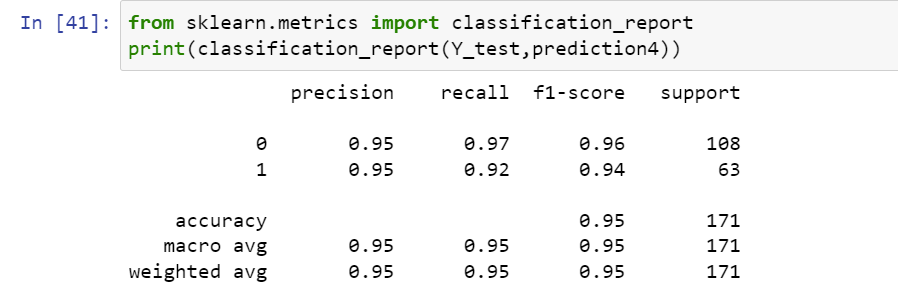 In [41]: from sklearn.metrics import classification_report
print(classification_report(Y_test,prediction4))
precision recall f1-score support
0 0.95 0.97 0.96 108
1 0.95 0.92 0.94 63
accuracy 0.95 171
macro avg 0.95 0.95 0.95 171
weighted avg 0.95 0.95 0.95 171